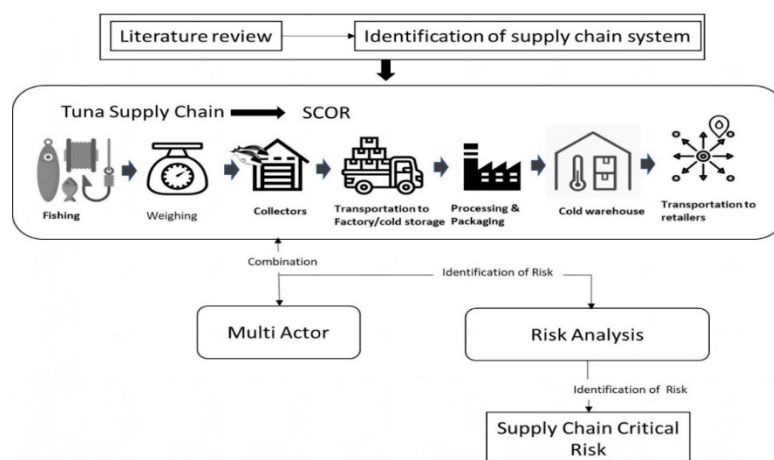 Literature review
Identification of supply chain system
Tuna Supply Chain
SCOR
Fishing
Weighing
Collectors
Transportation to
Factory/cold storage
Processing &
Packaging
Cold warehouse
Transportation to
retailers
Combination
Identification of Risk
Multi Actor
Risk Analysis
Identification of Risk
Supply Chain Critical
Risk